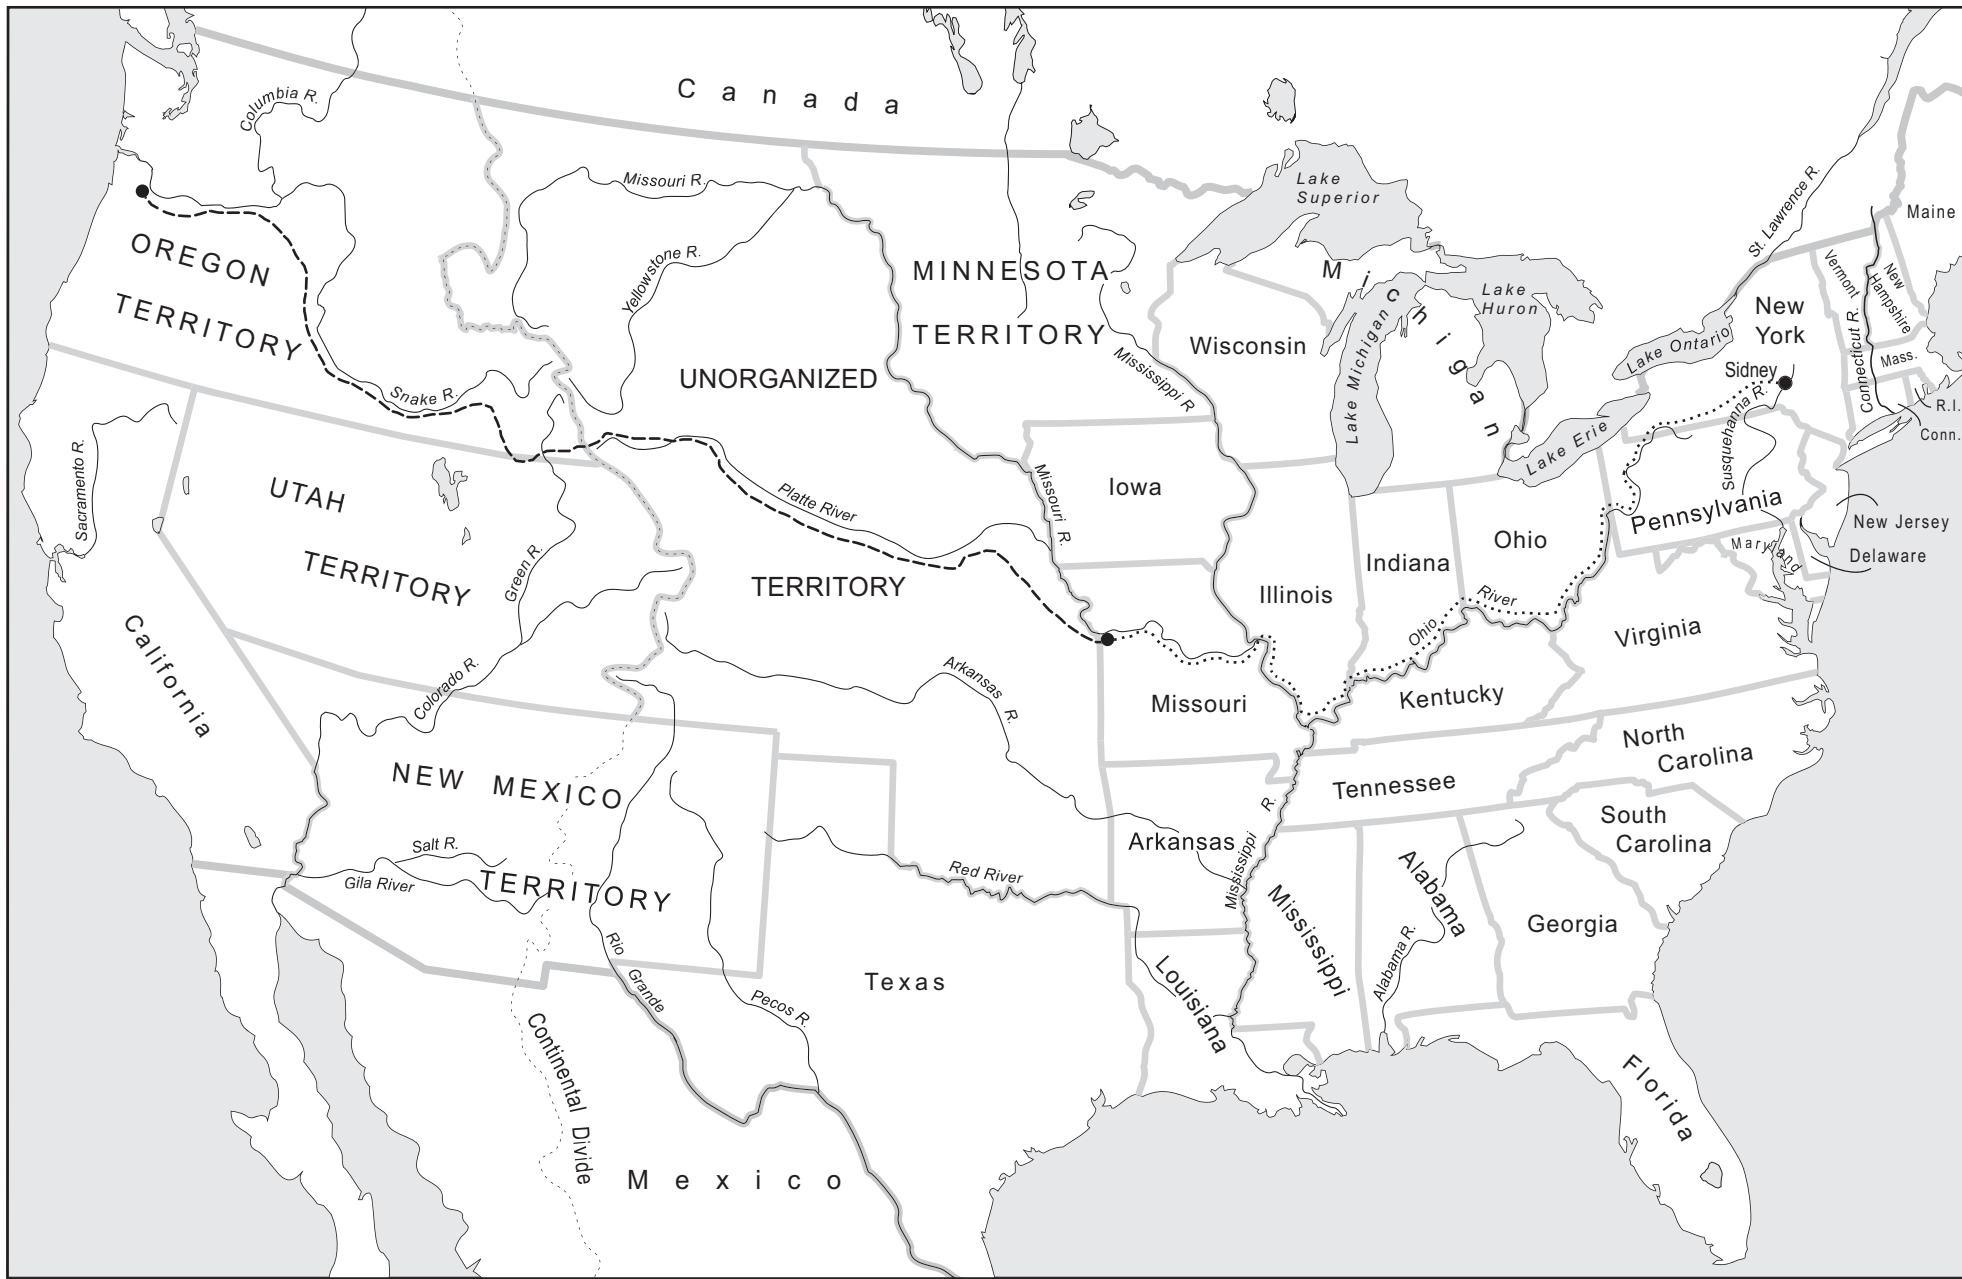 Canada
Columbia R.
Missouri R.
Lake
Superior
St. Lawrence R.
Maine
OREGON
TERRITORY
Yellowstone R.
MINNESOTA
TERRITORY
Michigan
Lake
Huron
Vermont
New
Hampshire
New
York
Wisconsin
Lake Michigan
Lake Ontario
Connecticut R.
Mass.
Mississippi R
UNORGANIZED
Snake R.
Sidney
Susquehanna R.
R.I.
Conn.
Lake Erie
Sacramento R.
UTAH
TERRITORY
Platte River
Missouri R.
Iowa
Pennsylvania
New Jersey
Delaware
Maryland
Ohio
Indiana
Illinois
Green R.
TERRITORY
Ohio
River
Virginia
California
Colorado R.
Arkansas
R.
Missouri
Kentucky
North
Carolina
NEW MEXICO
TERRITORY
Tennessee
South
Carolina
Salt R.
Gila River
Red River
Arkansas
Mississippi
R.
Mississippi
Alabama
Alabama R.
Georgia
Rio
Grande
Pecos R.
Texas
Louisiana
Continental Divide
Florida
Mexico